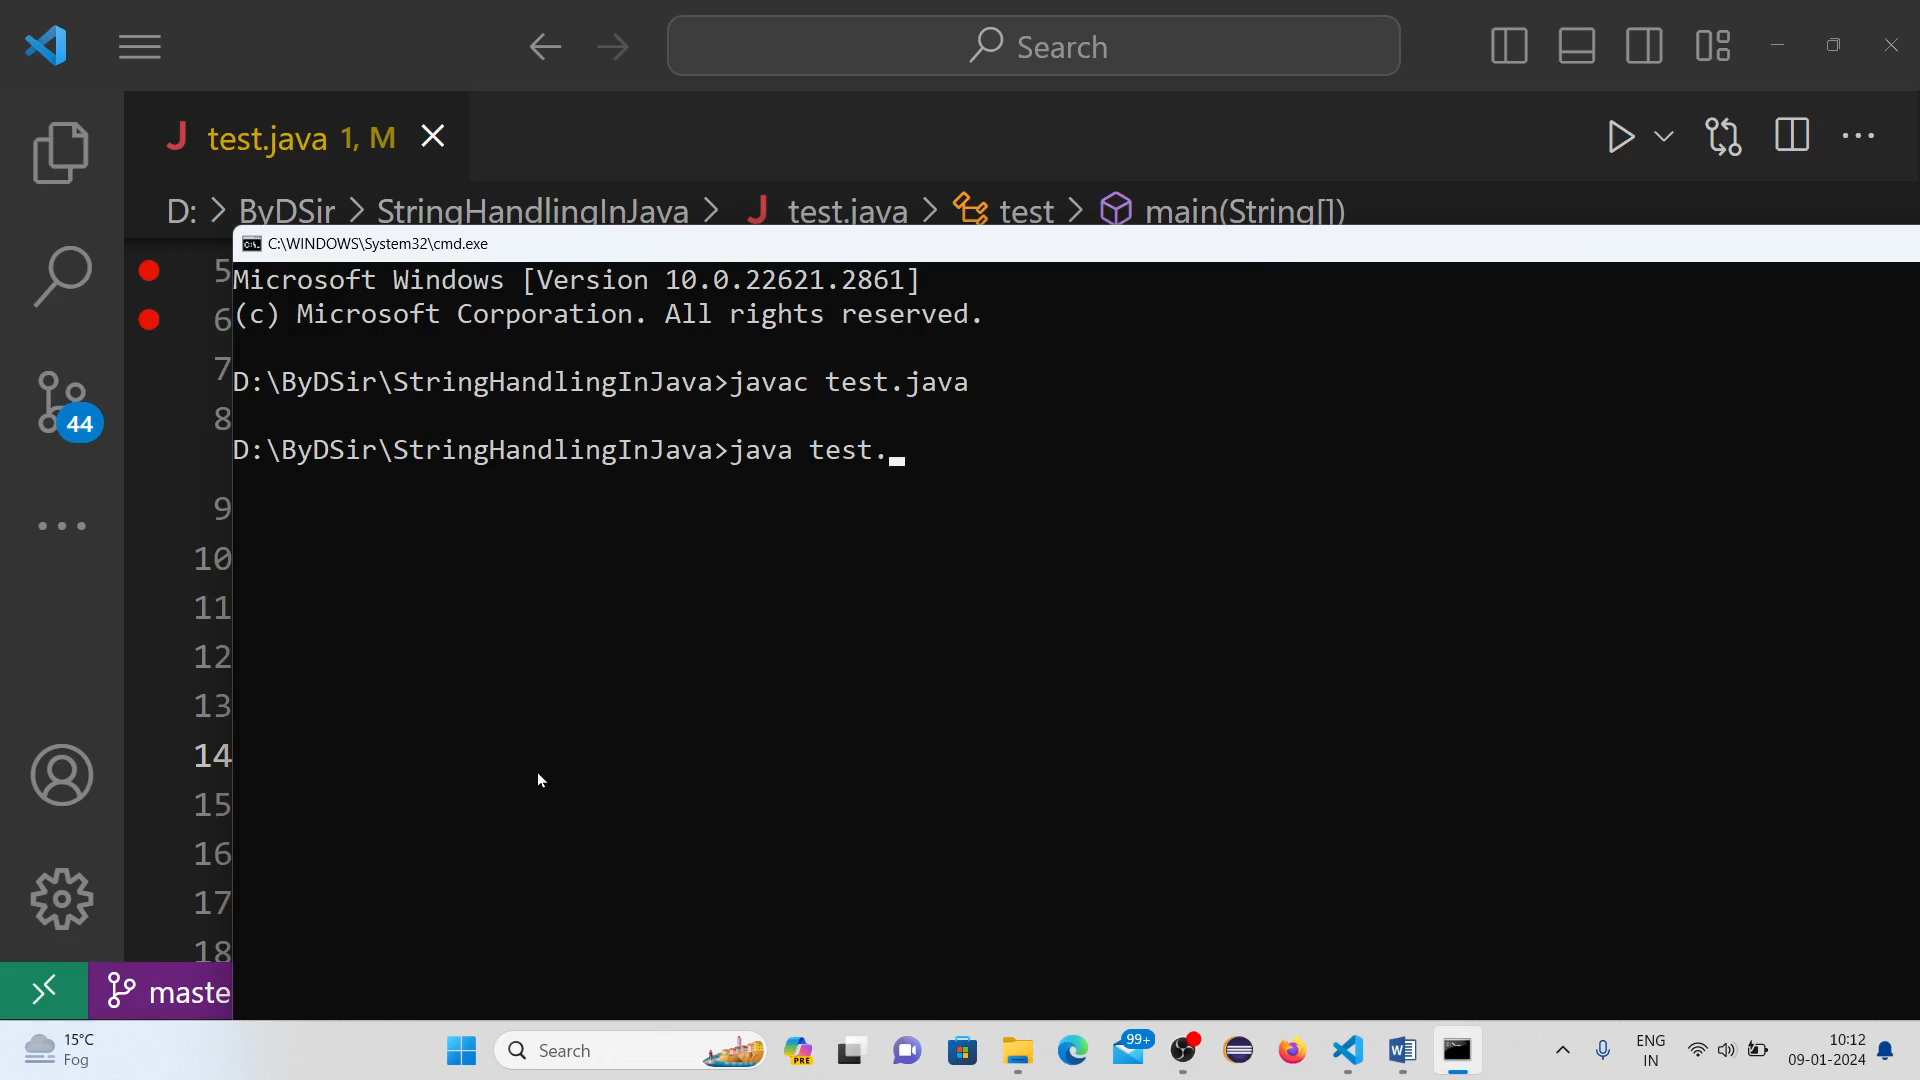 Search
test.java 1, M
D: > ByDSir > StringHandlingInJava > test.java > test > main(String[])
C:\WINDOWS\System32\cmd.exe
5
Microsoft Windows [Version 10.0.22621.2861]
6
(c) Microsoft Corporation. All rights reserved.
7
D:\ByDSir\StringHandlingInJava>javac test.java
8
44
D:\ByDSir\StringHandlingInJava>java test.
9
10
11
12
13
14
15
16
17
18
maste
15°C
Fog
Search
PRE
99+
ENG
IN
10:12
09-01-2024